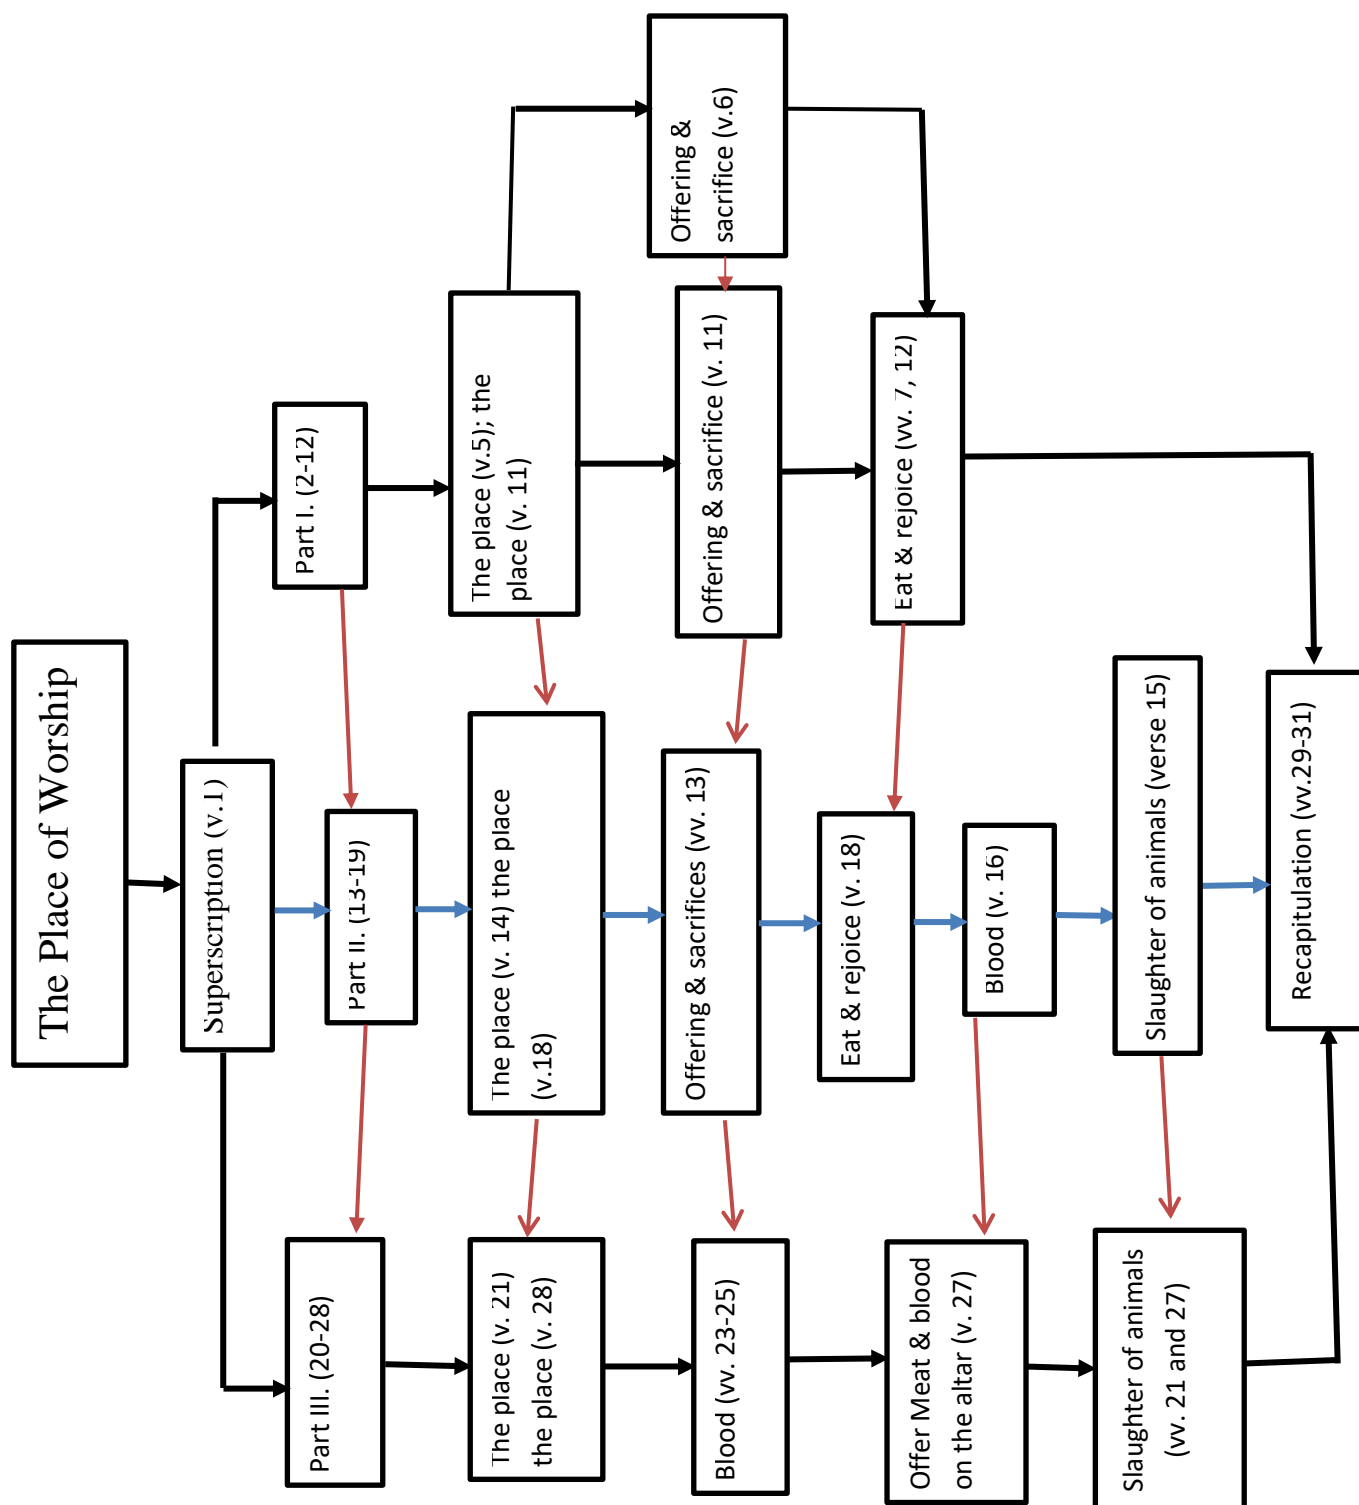 The Place of Worship
Superscription (v.1)
Part I. (2-12)
The place (v.5); the
place (v. 11)
Offering &
sacrifice (v.6)
Offering & sacrifice (v. 11)
Eat & rejoice (vv. 7, 12)
Part II. (13-19)
The place (v. 14) the place
(v.18)
Offering & sacrifices (vv. 13)
Eat & rejoice (v. 18)
Blood (v. 16)
Slaughter of animals (verse 15)
Part III. (20-28)
The place (v. 21)
the place (v. 28)
Blood (vv. 23-25)
Offer Meat & blood
on the altar (v. 27)
Slaughter of animals
(vv. 21 and 27)
Recapitulation (vv.29-31)